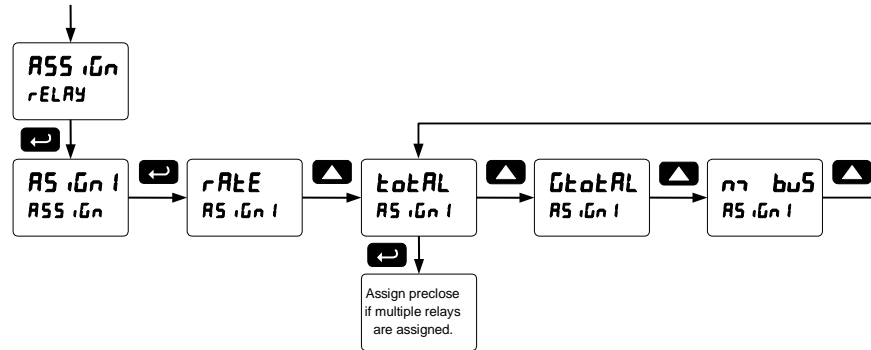 ASSiGn
rELAY
ASiGn1
ASSiGn
rAtE
ASiGn1
totAL
ASiGn1
GtotAL
ASiGn1
m buS
ASiGn1
Assign preclose
if multiple relays
are assigned.